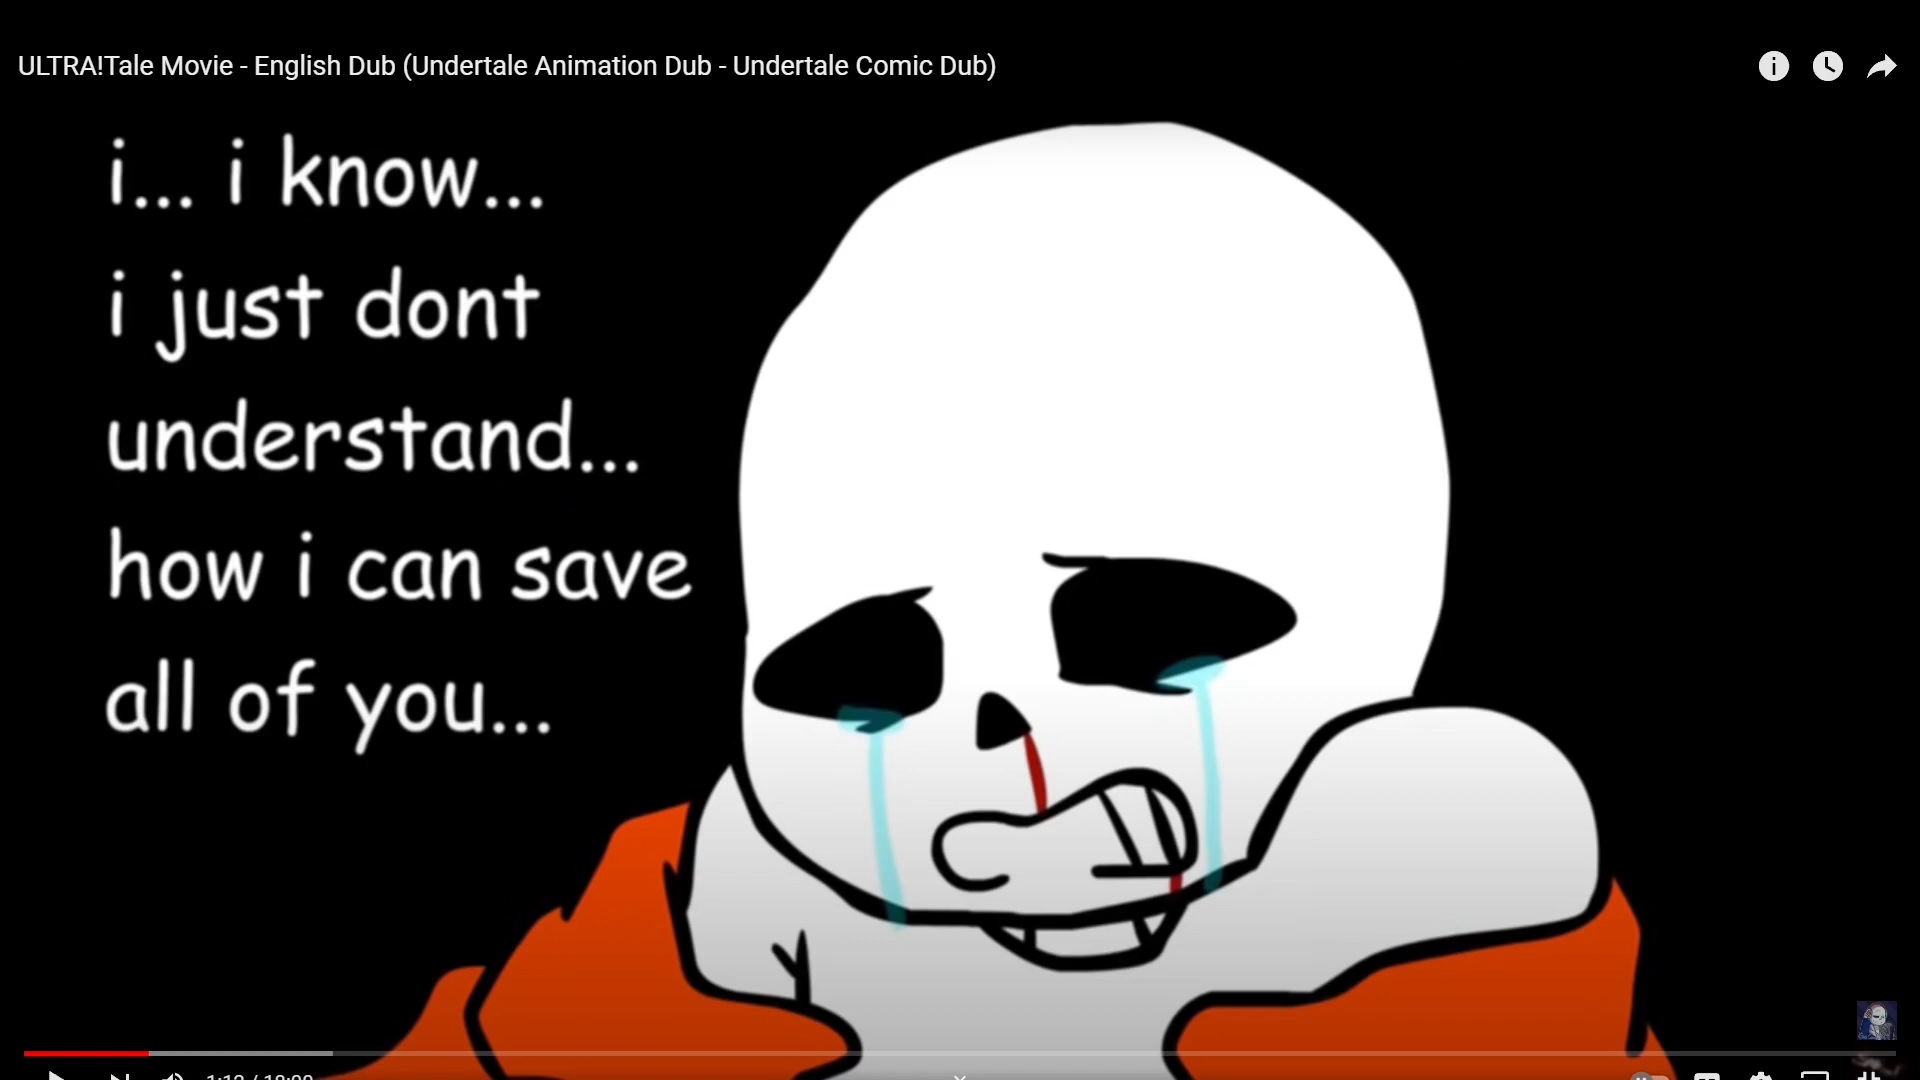 ULTRA!Tale Movie - English Dub (Undertale Animation Dub - Undertale Comic Dub)
i... i know...
i just dont
understand...
how i can save
all of you...